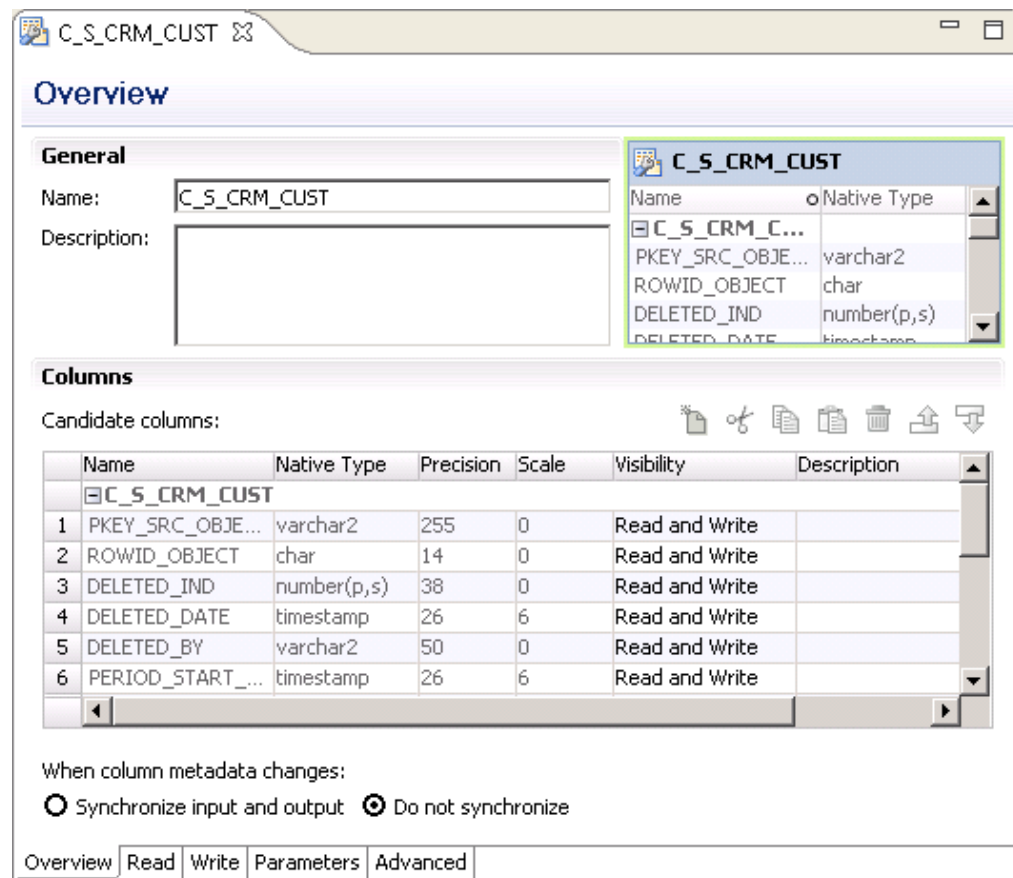 C_S_CRM_CUST
Overview
General
Name: C_S_CRM_CUST
Description:
C_S_CRM_CUST
Name Native Type
C_S_CRM_C...
PKEY_SRC_OBJE... varchar2
ROWID_OBJECT char
DELETED_IND number(p,s)
DELETED_DATE timestamp
Columns
Candidate columns:
Name Native Type Precision Scale Visibility Description
C_S_CRM_CUST
1 PKEY_SRC_OBJE... varchar2 255 0 Read and Write
2 ROWID_OBJECT char 14 0 Read and Write
3 DELETED_IND number(p,s) 38 0 Read and Write
4 DELETED_DATE timestamp 26 6 Read and Write
5 DELETED_BY varchar2 50 0 Read and Write
6 PERIOD_START_... timestamp 26 6 Read and Write
When column metadata changes:
Synchronize input and output Do not synchronize
Overview Read Write Parameters Advanced